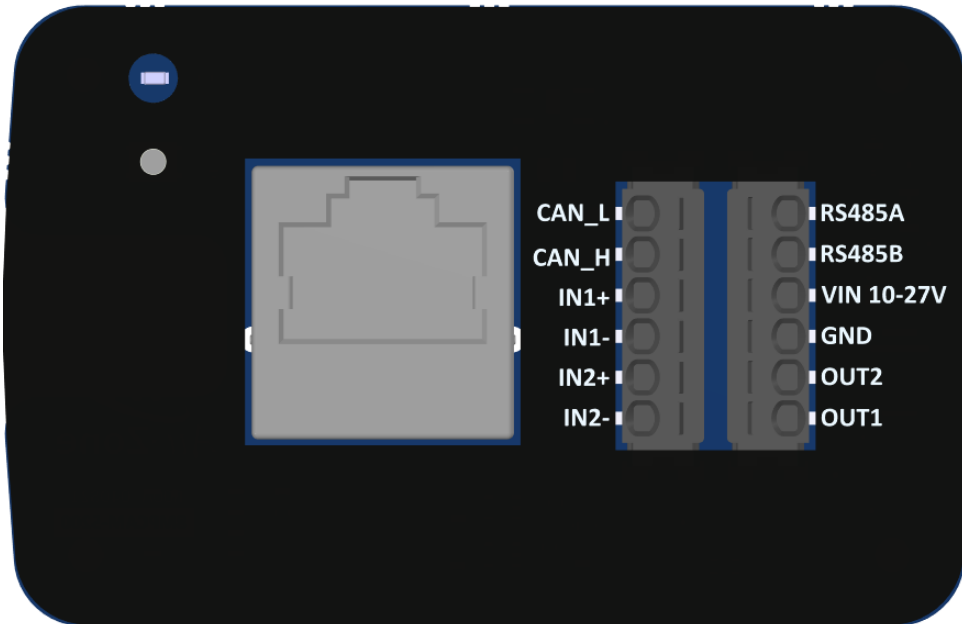 CAN_L
CAN_H
IN1+
IN1-
IN2+
IN2-
RS485A
RS485B
VIN 10-27V
GND
OUT2
OUT1